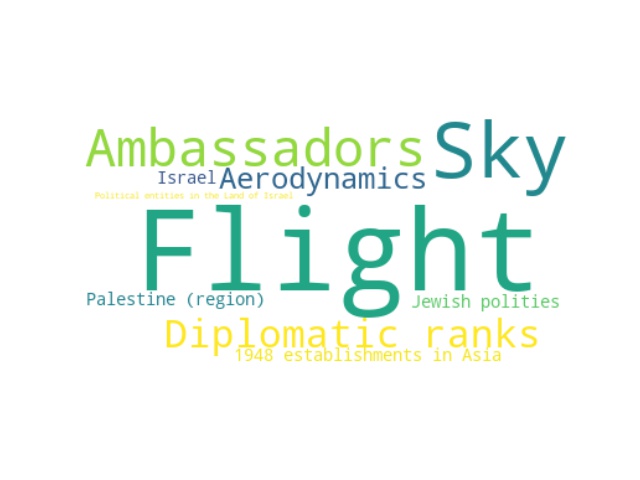 Ambassadors
Sky
Israel
Aerodynamics
Political entities in the Land of Israel
Flight
Palestine (region)
Jewish polities
Diplomatic ranks
1948 establishments in Asia